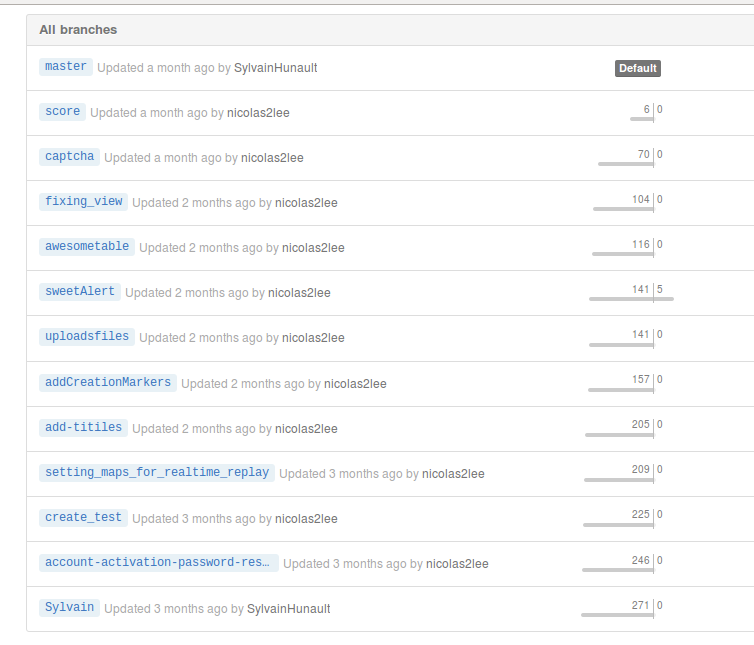 All branches
master Updated a month ago by SylvainHunault Default
score Updated a month ago by nicolas2lee 6 0
captcha Updated a month ago by nicolas2lee 70 0
fixing_view Updated 2 months ago by nicolas2lee 104 0
awesometable Updated 2 months ago by nicolas2lee 116 0
sweetAlert Updated 2 months ago by nicolas2lee 141 5
uploadsfiles Updated 2 months ago by nicolas2lee 141 0
addCreationMarkers Updated 2 months ago by nicolas2lee 157 0
add-titiles Updated 2 months ago by nicolas2lee 205 0
setting_maps_for_realtime_replay Updated 3 months ago by nicolas2lee 209 0
create_test Updated 3 months ago by nicolas2lee 225 0
account-activation-password-res… Updated 3 months ago by nicolas2lee 246 0
Sylvain Updated 3 months ago by SylvainHunault 271 0